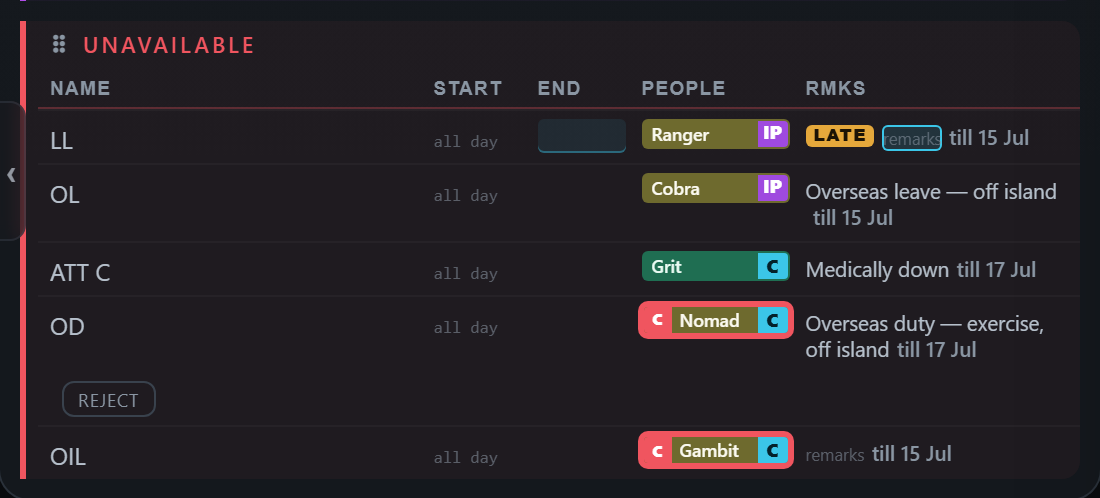 UNAVAILABLE
NAME START END PEOPLE RMKS
LL all day Ranger IP LATE remarks till 15 Jul
OL all day Cobra IP Overseas leave — off island
till 15 Jul
ATT C all day Grit C Medically down till 17 Jul
OD all day C Nomad C Overseas duty — exercise,
off island till 17 Jul
REJECT
OIL all day C Gambit C remarks till 15 Jul